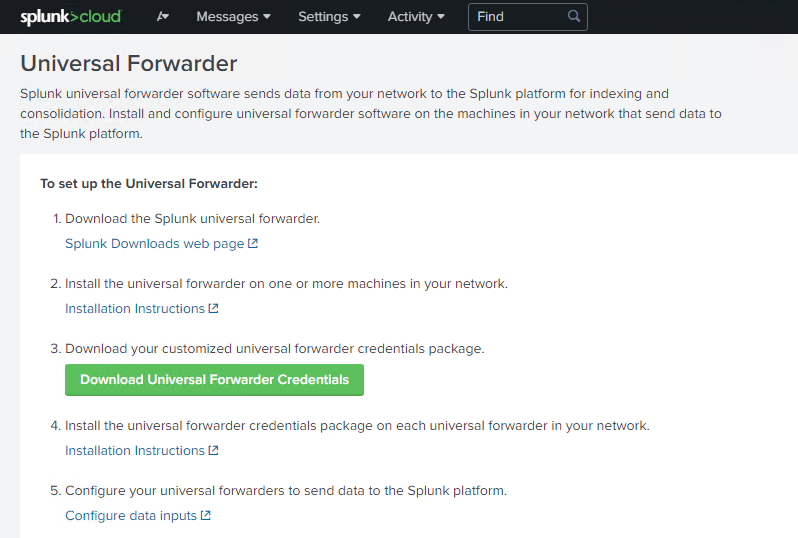 splunk>cloud A Messages Settings Activity Find
Universal Forwarder
Splunk universal forwarder software sends data from your network to the Splunk platform for indexing and
consolidation. Install and configure universal forwarder software on the machines in your network that send data to
the Splunk platform.
To set up the Universal Forwarder:
1. Download the Splunk universal forwarder.
Splunk Downloads web page
2. Install the universal forwarder on one or more machines in your network.
Installation Instructions
3. Download your customized universal forwarder credentials package.
Download Universal Forwarder Credentials
4. Install the universal forwarder credentials package on each universal forwarder in your network.
Installation Instructions
5. Configure your universal forwarders to send data to the Splunk platform.
Configure data inputs